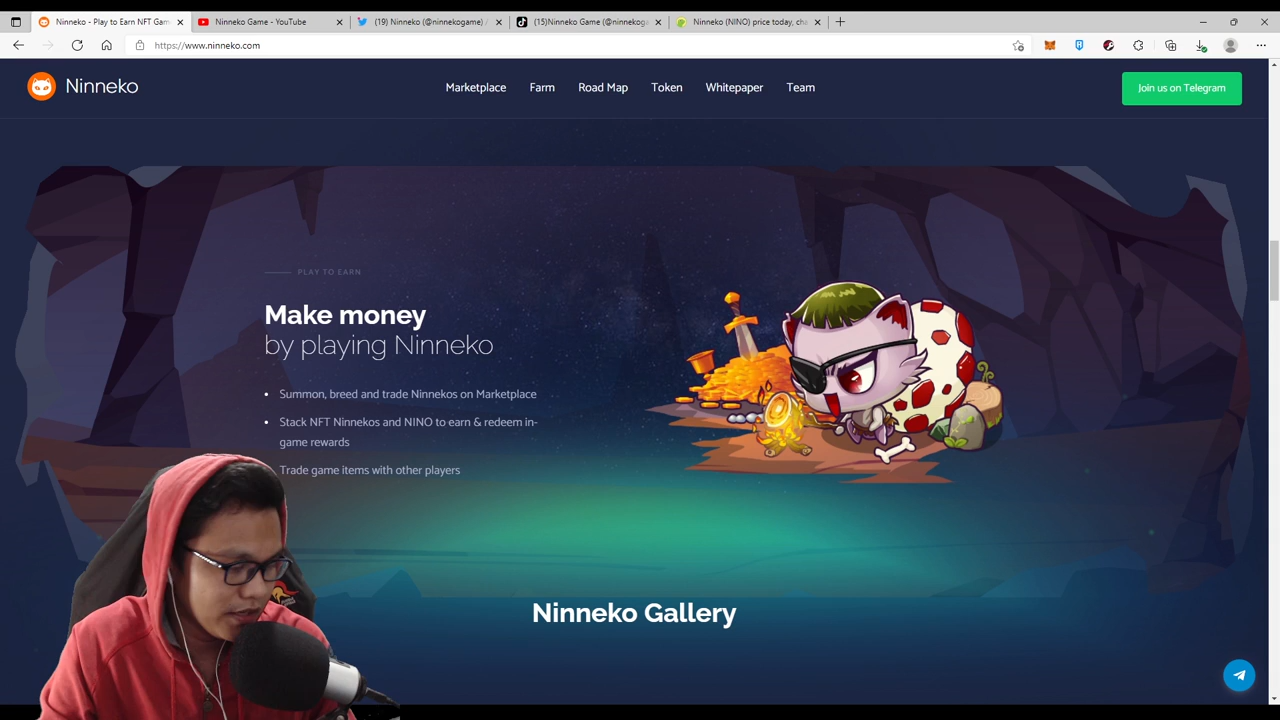 Ninneko - Play to Earn NFT Gam
Ninneko Game - YouTube
(19) Ninneko (@ninnekogame) /
(15)Ninneko Game (@ninnekoga
Ninneko (NINO) price today, cha
https://www.ninneko.com
Ninneko
Marketplace
Farm
Road Map
Token
Whitepaper
Team
Join us on Telegram
PLAY TO EARN
Make money
by playing Ninneko
• Summon, breed and trade Ninnekos on Marketplace
• Stack NFT Ninnekos and NINO to earn & redeem in-
game rewards
Trade game items with other players
Ninneko Gallery